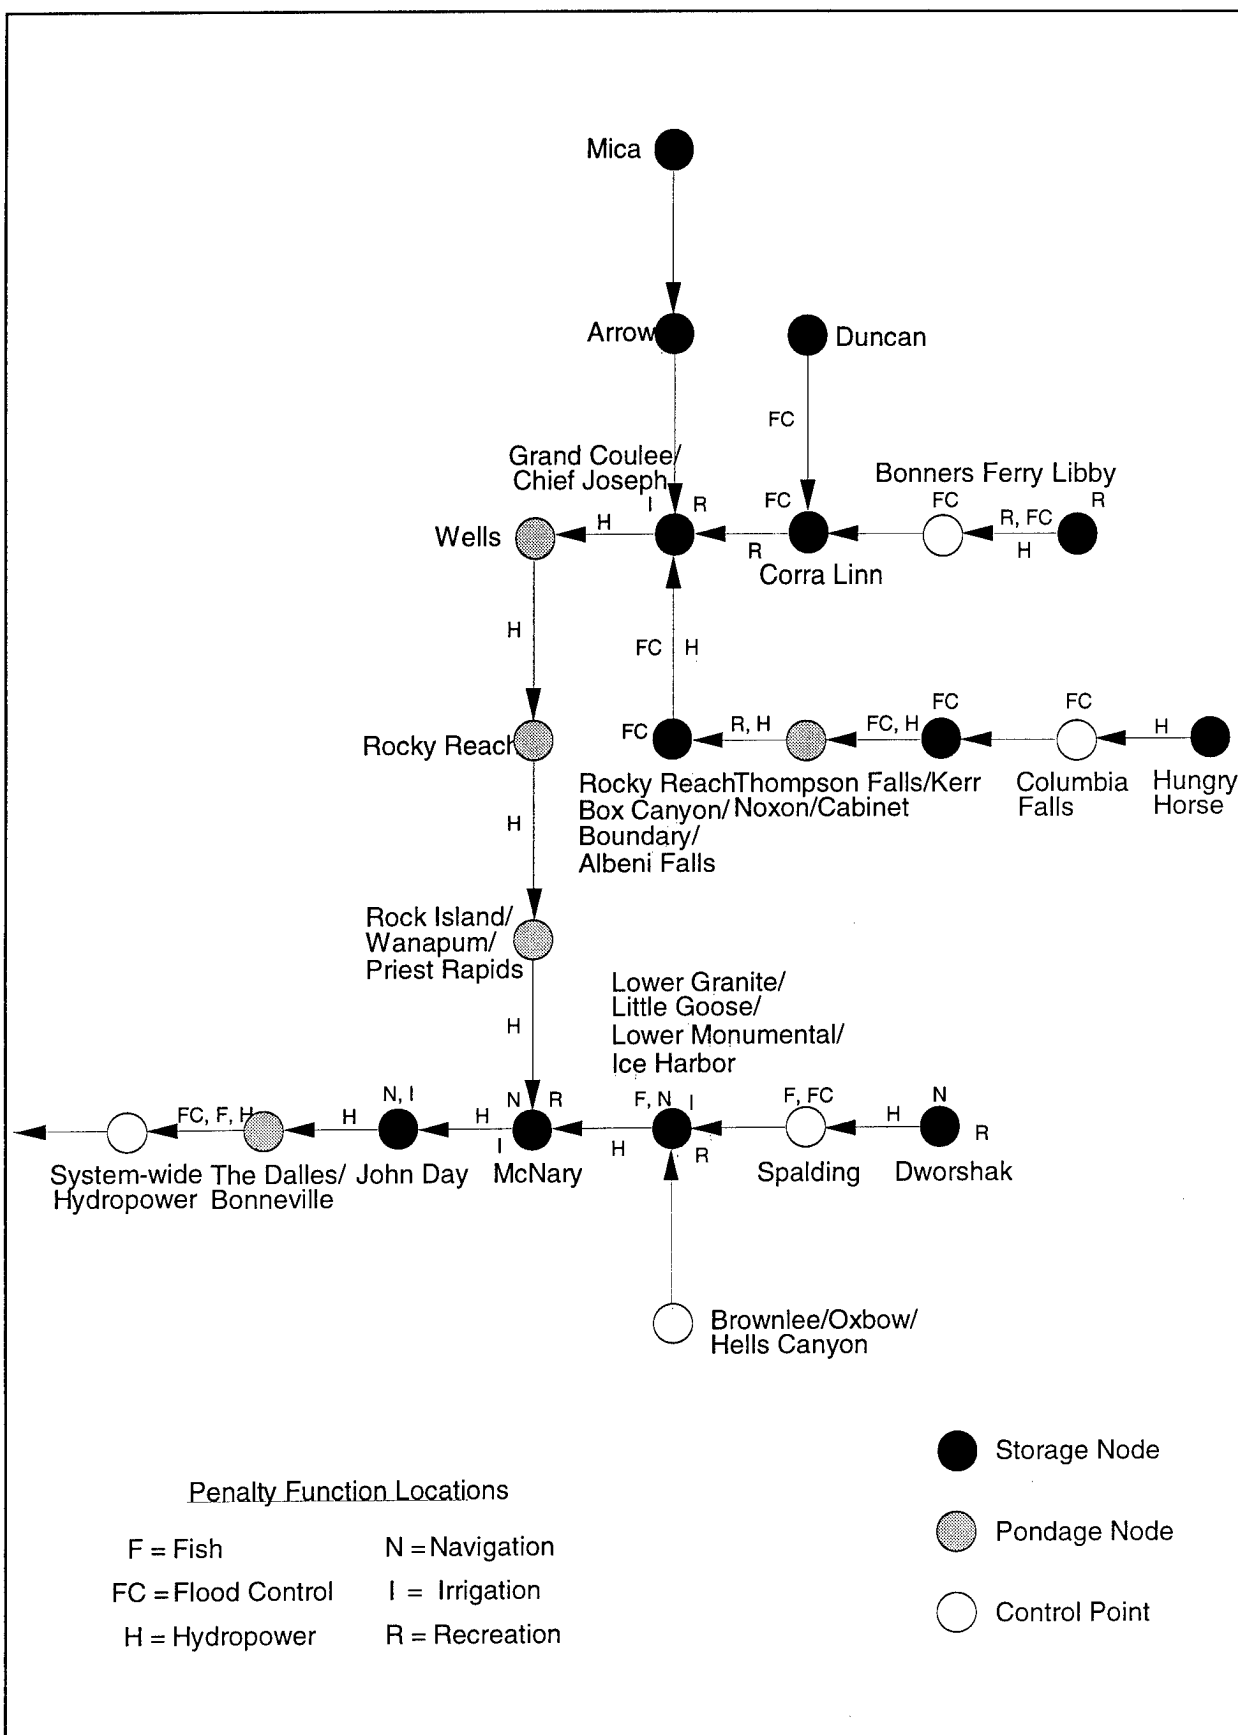 Mica
Arrow
Duncan
FC
Grand Coulee/
Chief Joseph
I R
FC
Bonners Ferry Libby
FC
R
R, FC
H
Wells
H
R
Corra Linn
H
FC H
Rocky Reach
FC
R, H
FC, H
FC
FC
H
Rocky Reach
Box Canyon/
Boundary/
Albeni Falls
Thompson Falls/Kerr
Noxon/Cabinet
Columbia
Falls
Hungry
Horse
H
Rock Island/
Wanapum/
Priest Rapids
H
Lower Granite/
Little Goose/
Lower Monumental/
Ice Harbor
FC, F, H
H
N, I
H
N R
I
H
F, N I
R
F, FC
H
N
R
System-wide
Hydropower
The Dalles/
Bonneville
John Day
McNary
Spalding
Dworshak
Brownlee/Oxbow/
Hells Canyon
Storage Node
Pondage Node
Control Point
Penalty Function Locations
F = Fish
N = Navigation
FC = Flood Control
I = Irrigation
H = Hydropower
R = Recreation